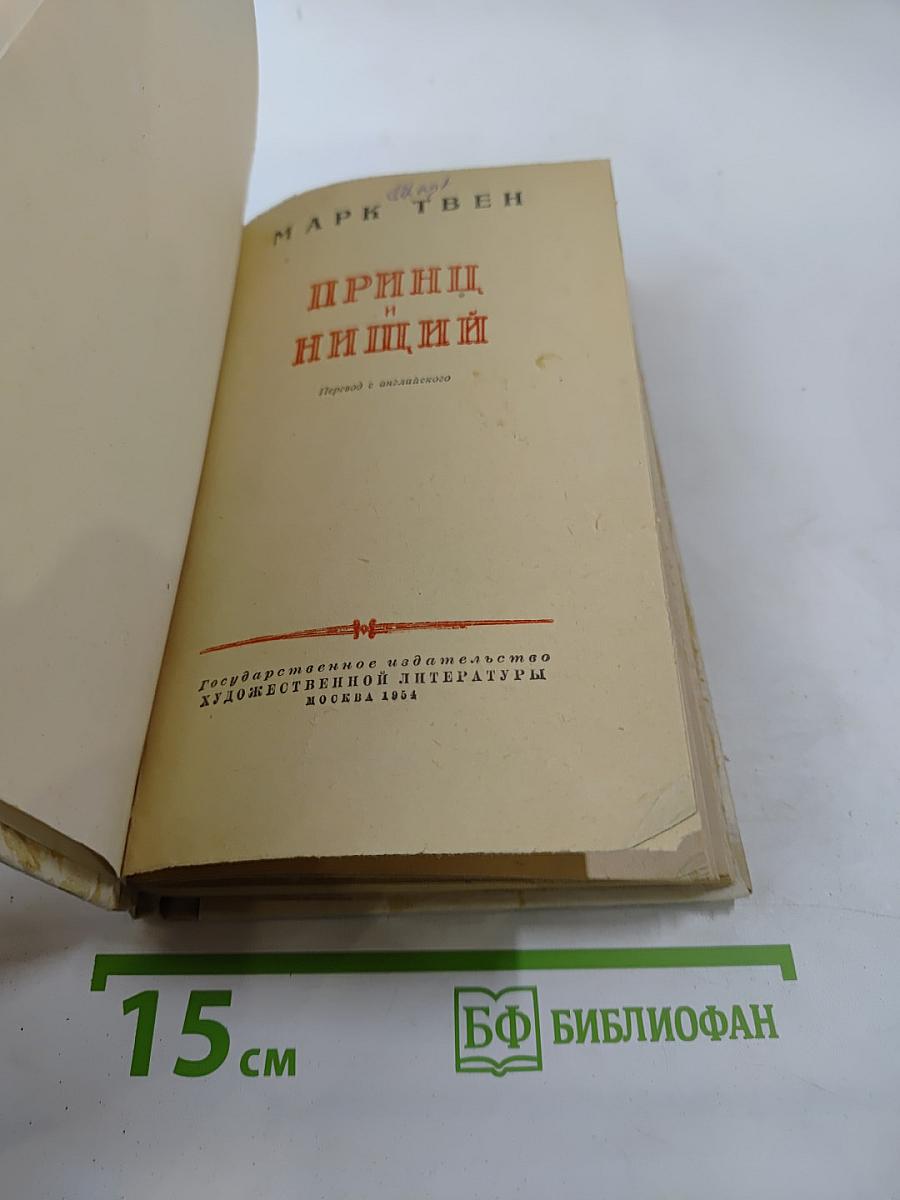 МАРК ТВЕН
ПРИНЦ
И
НИЩИЙ
Перевод с английского
Государственное издательство
ХУДОЖЕСТВЕННОЙ ЛИТЕРАТУРЫ
МОСКВА 1954
15 см
БФ БИБЛИОФАН